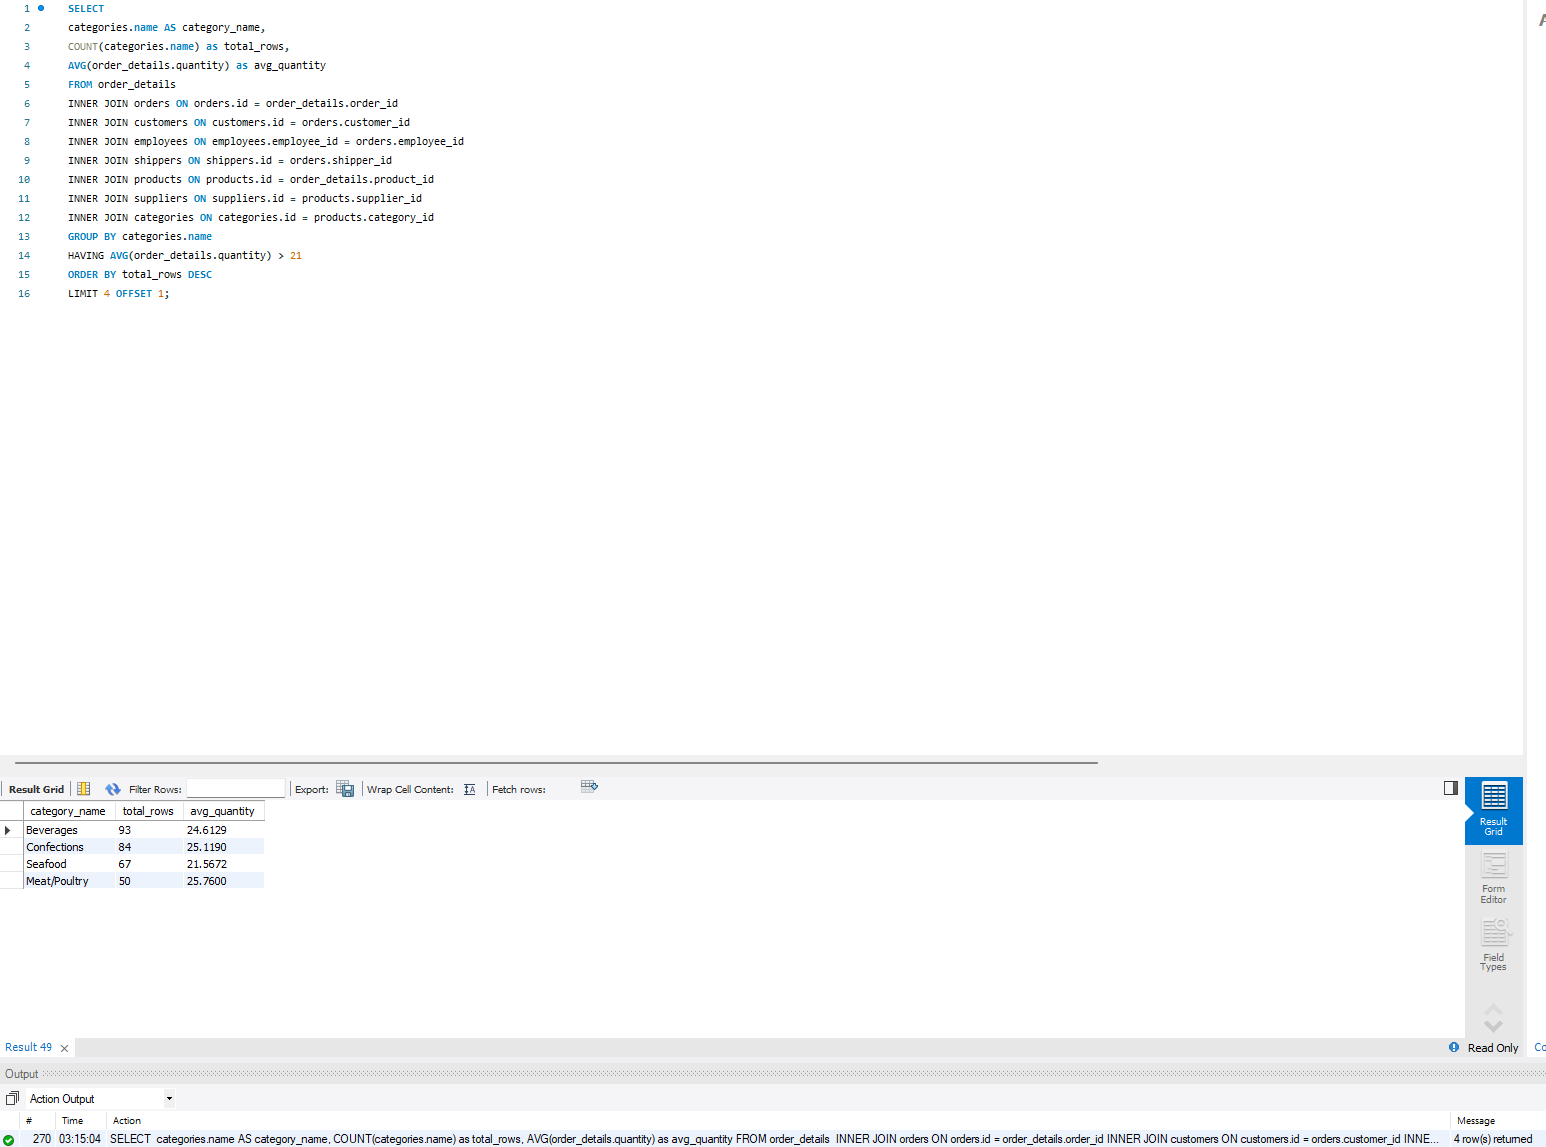 1 SELECT
2 categories.name AS category_name,
3 COUNT(categories.name) as total_rows,
4 AVG(order_details.quantity) as avg_quantity
5 FROM order_details
6 INNER JOIN orders ON orders.id = order_details.order_id
7 INNER JOIN customers ON customers.id = orders.customer_id
8 INNER JOIN employees ON employees.employee_id = orders.employee_id
9 INNER JOIN shippers ON shippers.id = orders.shipper_id
10 INNER JOIN products ON products.id = order_details.product_id
11 INNER JOIN suppliers ON suppliers.id = products.supplier_id
12 INNER JOIN categories ON categories.id = products.category_id
13 GROUP BY categories.name
14 HAVING AVG(order_details.quantity) > 21
15 ORDER BY total_rows DESC
16 LIMIT 4 OFFSET 1;
Result Grid Filter Rows: Export: Wrap Cell Content: Fetch rows:
category_name total_rows avg_quantity
Beverages 93 24.6129
Confections 84 25.1190
Seafood 67 21.5672
Meat/Poultry 50 25.7600
Result
Grid
Form
Editor
Field
Types
Result 49 Read Only Co
Output
Action Output
# Time Action Message
270 03:15:04 SELECT categories.name AS category_name, COUNT(categories.name) as total_rows, AVG(order_details.quantity) as avg_quantity FROM order_details INNER JOIN orders ON orders.id = order_details.order_id INNER JOIN customers ON customers.id = orders.customer_id INNE... 4 row(s) returned